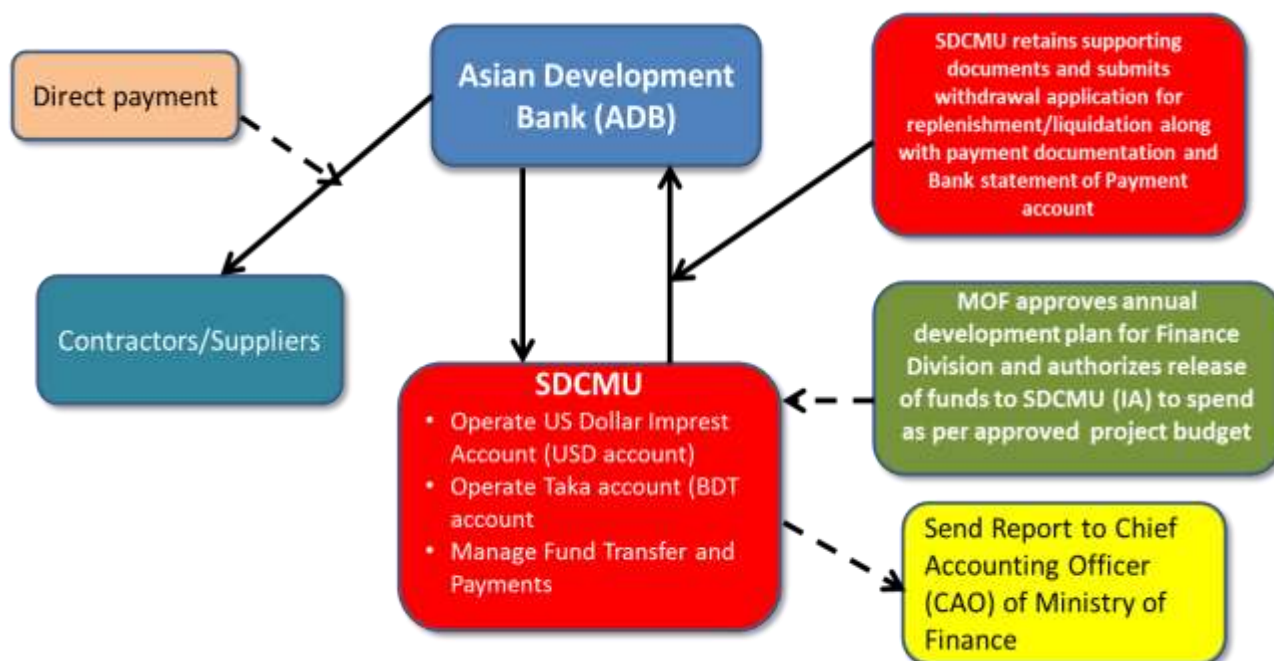 Direct payment
Asian Development
Bank (ADB)
SDCMU retains supporting
documents and submits
withdrawal application for
replenishment/liquidation along
with payment documentation and
Bank statement of Payment
account
Contractors/Suppliers
MOF approves annual
development plan for Finance
Division and authorizes release
of funds to SDCMU (IA) to spend
as per approved project budget
SDCMU
• Operate US Dollar Imprest
Account (USD account)
• Operate Taka account (BDT
account
• Manage Fund Transfer and
Payments
Send Report to Chief
Accounting Officer
(CAO) of Ministry of
Finance